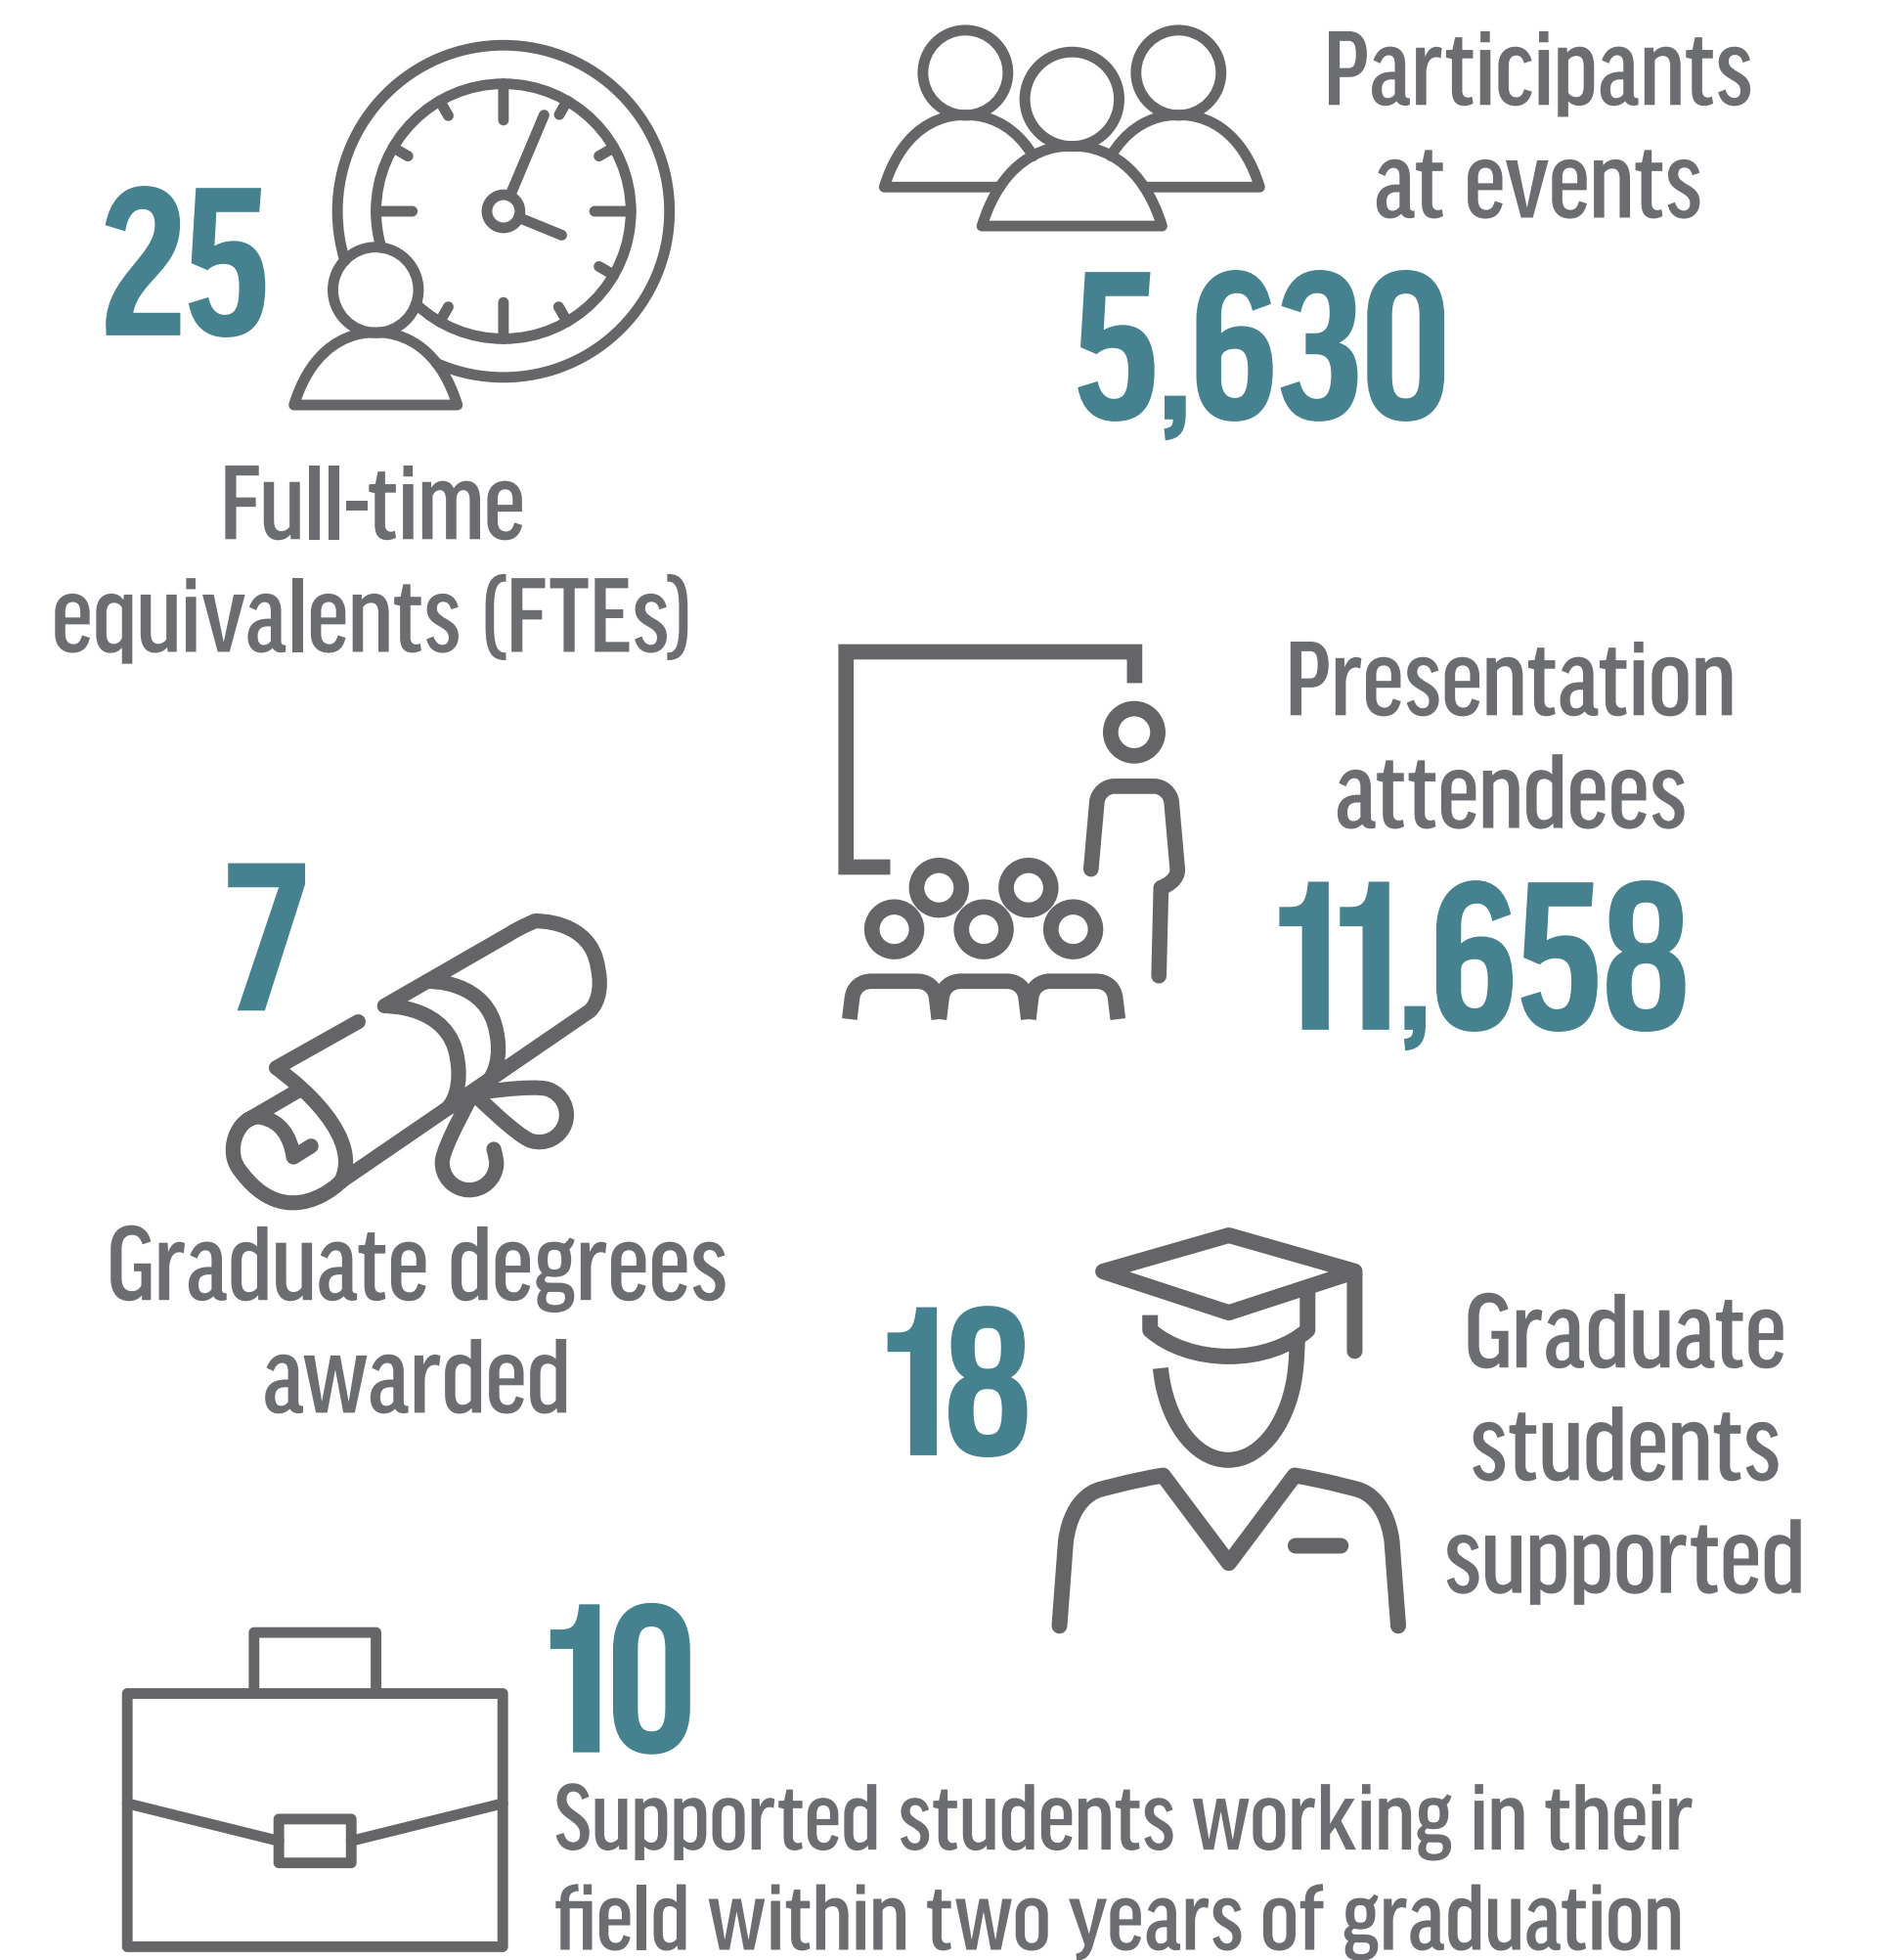 25
Full-time
equivalents (FTEs)
Participants
at events
5,630
Presentation
attendees
11,658
7
Graduate degrees
awarded
18
Graduate
students
supported
10
Supported students working in their
field within two years of graduation